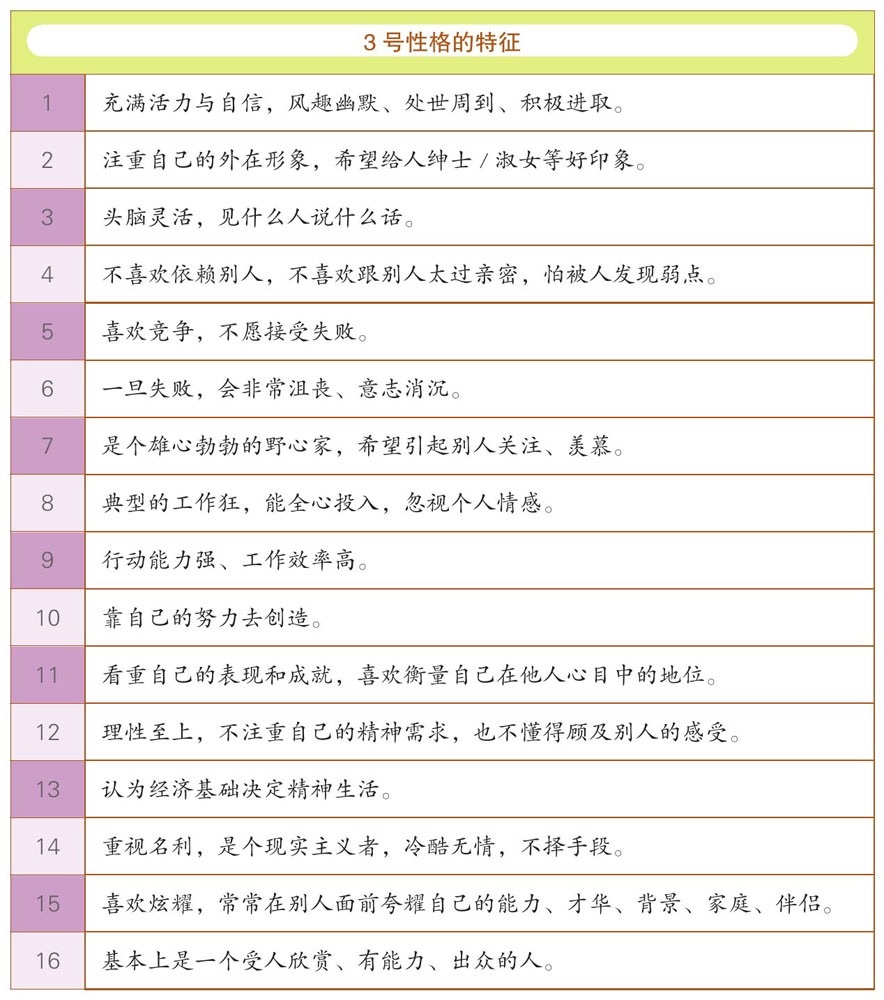 3号性格的特征
1 充满活力与自信，风趣幽默、处世周到、积极进取。
2 注重自己的外在形象，希望给人绅士/淑女等好印象。
3 头脑灵活，见什么人说什么话。
4 不喜欢依赖别人，不喜欢跟别人太过亲密，怕被人发现弱点。
5 喜欢竞争，不愿接受失败。
6 一旦失败，会非常沮丧、意志消沉。
7 是个雄心勃勃的野心家，希望引起别人关注、羡慕。
8 典型的工作狂，能全心投入，忽视个人情感。
9 行动能力强、工作效率高。
10 靠自己的努力去创造。
11 看重自己的表现和成就，喜欢衡量自己在他人心目中的地位。
12 理性至上，不注重自己的精神需求，也不懂得顾及别人的感受。
13 认为经济基础决定精神生活。
14 重视名利，是个现实主义者，冷酷无情，不择手段。
15 喜欢炫耀，常常在别人面前夸耀自己的能力、才华、背景、家庭、伴侣。
16 基本上是一个受人欣赏、有能力、出众的人。